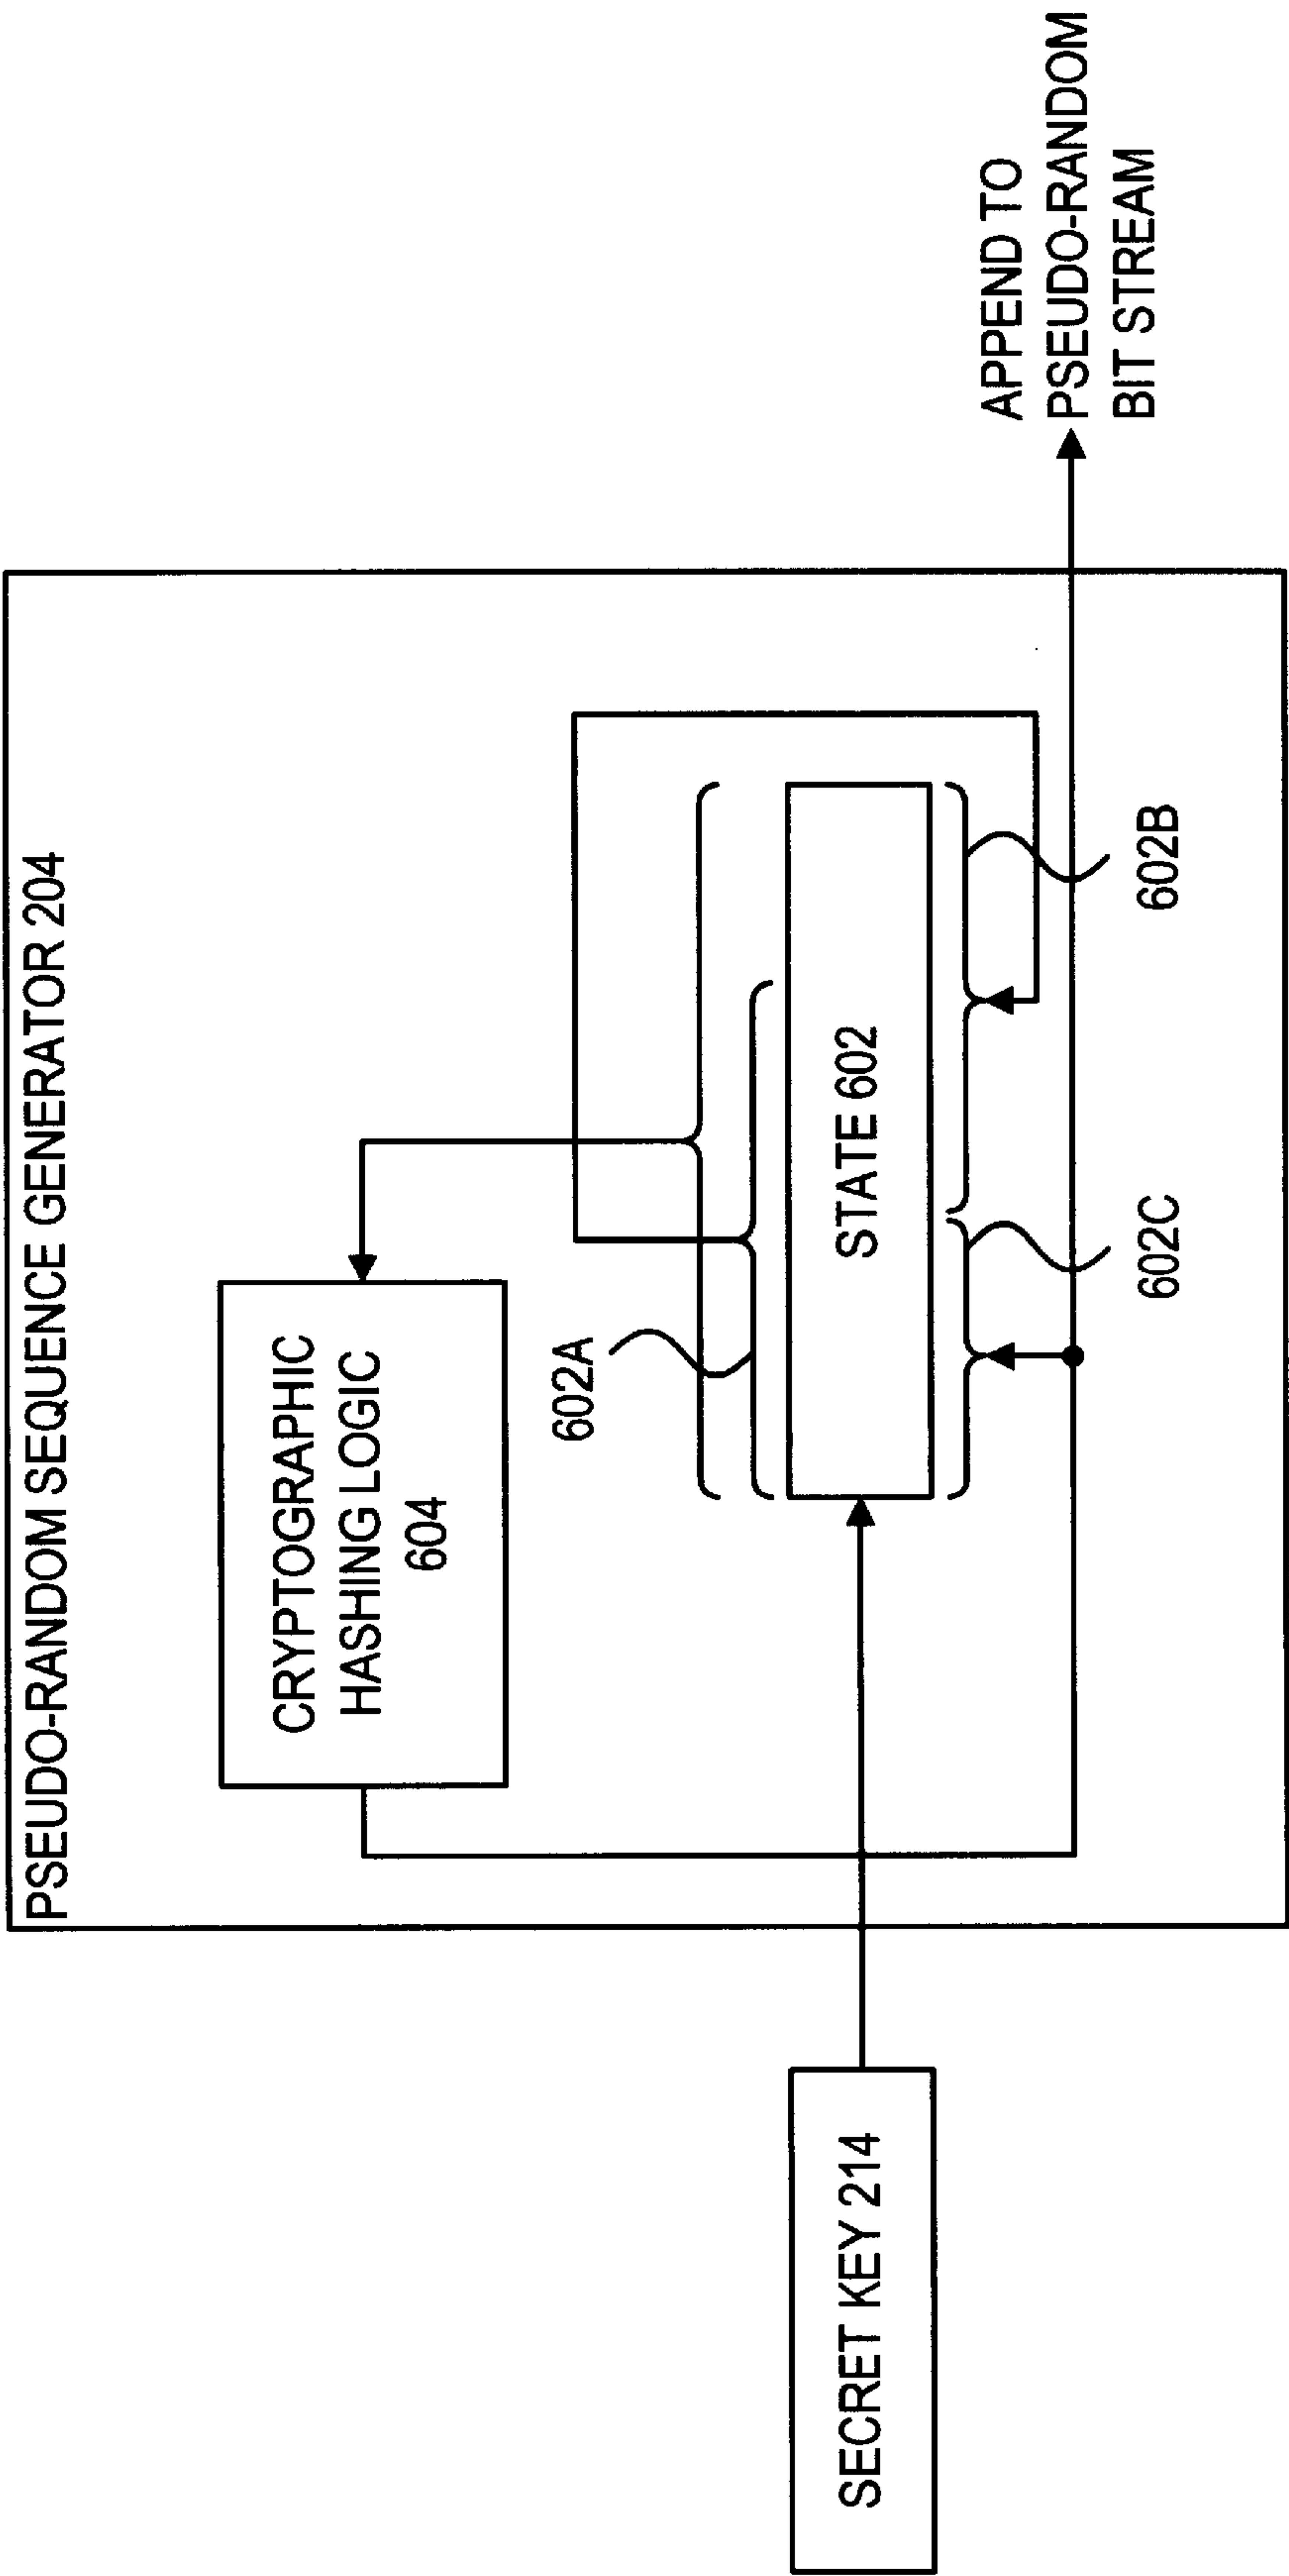 PSEUDO-RANDOM SEQUENCE GENERATOR 204
CRYPTOGRAPHIC
HASHING LOGIC
604
602A
SECRET KEY 214
STATE 602
602C
602B
APPEND TO
PSEUDO-RANDOM
BIT STREAM